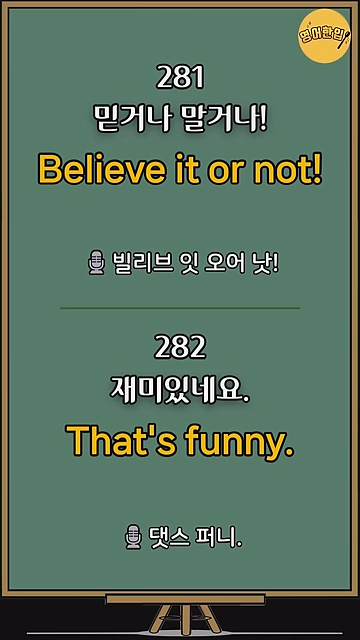 영어한입
281
믿거나 말거나!
Believe it or not!
빌리브 잇 오어 낫!
282
재미있네요.
That's funny.
댓스 퍼니.